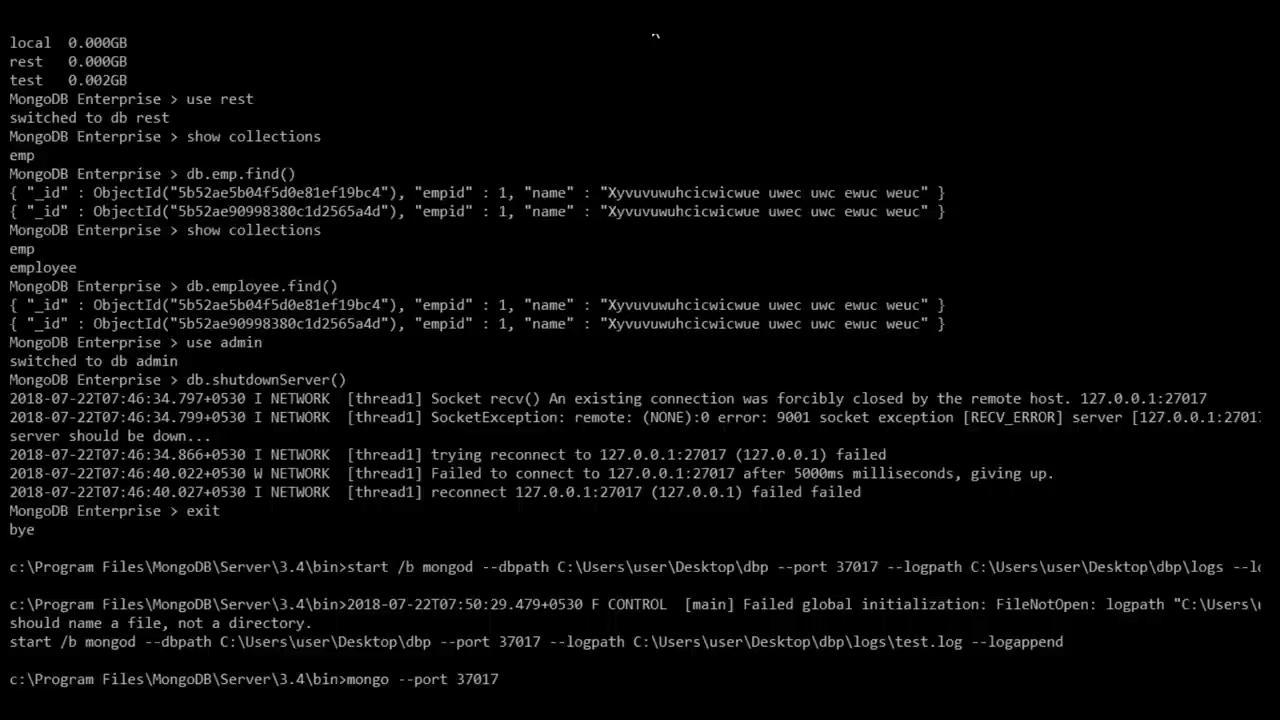 local  0.000GB
rest   0.000GB
test   0.002GB
MongoDB Enterprise > use rest
switched to db rest
MongoDB Enterprise > show collections
emp
MongoDB Enterprise > db.emp.find()
{ "_id" : ObjectId("5b52ae5b04f5d0e81ef19bc4"), "empid" : 1, "name" : "Xyvuvuwuhcicwicwue uwec uwc ewuc weuc" }
{ "_id" : ObjectId("5b52ae90998380c1d2565a4d"), "empid" : 1, "name" : "Xyvuvuwuhcicwicwue uwec uwc ewuc weuc" }
MongoDB Enterprise > show collections
emp
employee
MongoDB Enterprise > db.employee.find()
{ "_id" : ObjectId("5b52ae5b04f5d0e81ef19bc4"), "empid" : 1, "name" : "Xyvuvuwuhcicwicwue uwec uwc ewuc weuc" }
{ "_id" : ObjectId("5b52ae90998380c1d2565a4d"), "empid" : 1, "name" : "Xyvuvuwuhcicwicwue uwec uwc ewuc weuc" }
MongoDB Enterprise > use admin
switched to db admin
MongoDB Enterprise > db.shutdownServer()
2018-07-22T07:46:34.797+0530 I NETWORK  [thread1] Socket recv() An existing connection was forcibly closed by the remote host. 127.0.0.1:27017
2018-07-22T07:46:34.799+0530 I NETWORK  [thread1] SocketException: remote: (NONE):0 error: 9001 socket exception [RECV_ERROR] server [127.0.0.1:2701
server should be down...
2018-07-22T07:46:34.866+0530 I NETWORK  [thread1] trying reconnect to 127.0.0.1:27017 (127.0.0.1) failed
2018-07-22T07:46:40.022+0530 W NETWORK  [thread1] Failed to connect to 127.0.0.1:27017 after 5000ms milliseconds, giving up.
2018-07-22T07:46:40.027+0530 I NETWORK  [thread1] reconnect 127.0.0.1:27017 (127.0.0.1) failed failed
MongoDB Enterprise > exit
bye
c:\Program Files\MongoDB\Server\3.4\bin>start /b mongod --dbpath C:\Users\user\Desktop\dbp --port 37017 --logpath C:\Users\user\Desktop\dbp\logs --lo
c:\Program Files\MongoDB\Server\3.4\bin>2018-07-22T07:50:29.479+0530 F CONTROL  [main] Failed global initialization: FileNotOpen: logpath "C:\Users\
should name a file, not a directory.
start /b mongod --dbpath C:\Users\user\Desktop\dbp --port 37017 --logpath C:\Users\user\Desktop\dbp\logs\test.log --logappend
c:\Program Files\MongoDB\Server\3.4\bin>mongo --port 37017